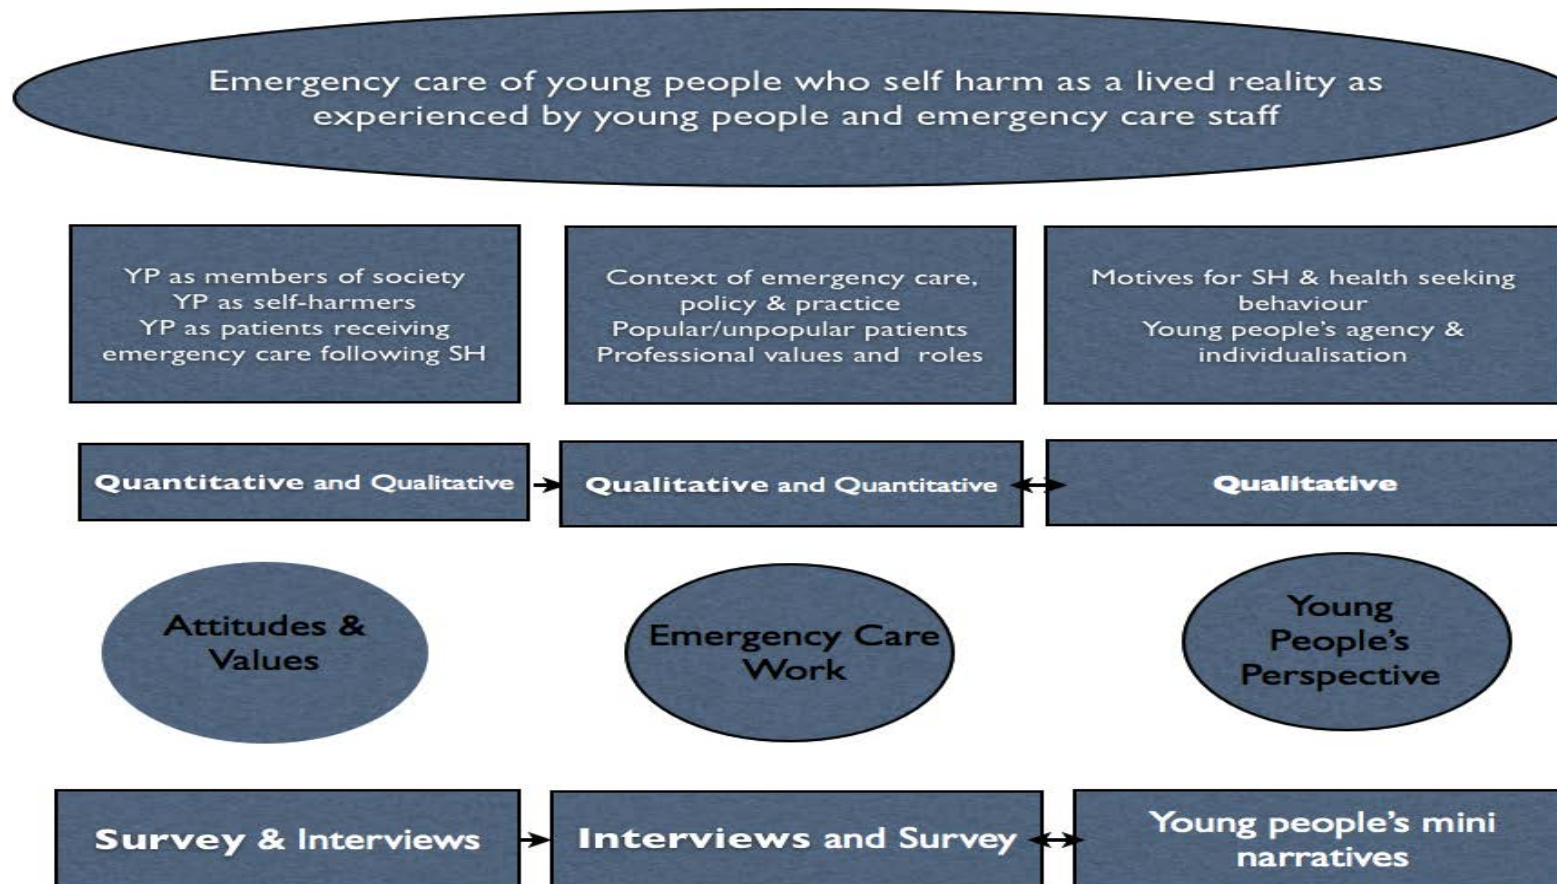 Emergency care of young people who self harm as a lived reality as
experienced by young people and emergency care staff
YP as members of society
YP as self-harmers
YP as patients receiving
emergency care following SH
Context of emergency care,
policy & practice
Popular/unpopular patients
Professional values and roles
Motives for SH & health seeking
behaviour
Young people's agency &
individualisation
Quantitative and Qualitative
Qualitative and Quantitative
Qualitative
Attitudes &
Values
Emergency Care
Work
Young
People's
Perspective
Survey & Interviews
Interviews and Survey
Young people's mini
narratives